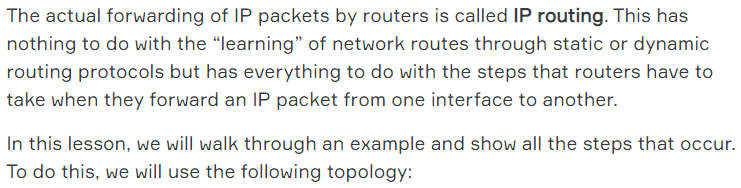 The actual forwarding of IP packets by routers is called IP routing. This has
nothing to do with the “learning” of network routes through static or dynamic
routing protocols but has everything to do with the steps that routers have to
take when they forward an IP packet from one interface to another.
In this lesson, we will walk through an example and show all the steps that occur.
To do this, we will use the following topology: